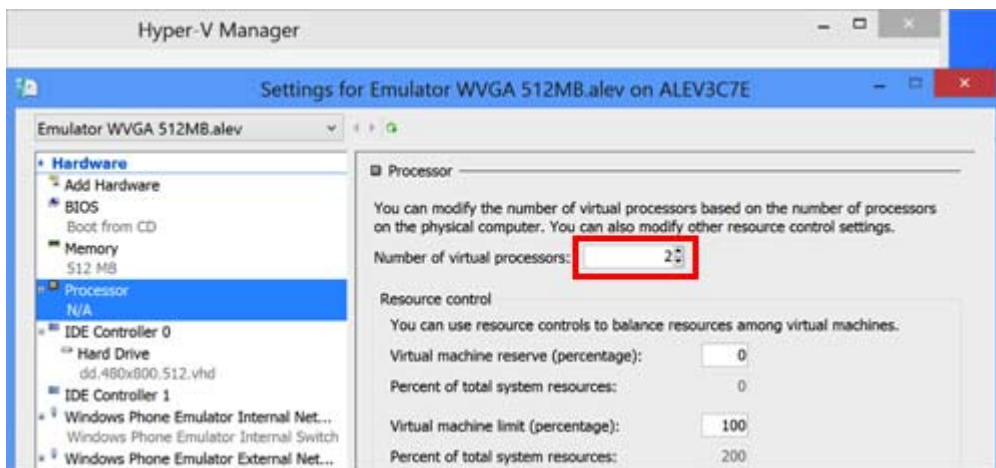 Hyper-V Manager
Settings for Emulator WVGA 512MB.alev on ALEV3C7E
Emulator WVGA 512MB.alev
Hardware
Add Hardware
BIOS
Boot from CD
Memory
512 MB
Processor
N/A
IDE Controller 0
Hard Drive
dd.480x800.512.vhd
IDE Controller 1
Windows Phone Emulator Internal Net...
Windows Phone Emulator Internal Switch
Windows Phone Emulator External Net...
Processor
You can modify the number of virtual processors based on the number of processors
on the physical computer. You can also modify other resource control settings.
Number of virtual processors: 2
Resource control
You can use resource controls to balance resources among virtual machines.
Virtual machine reserve (percentage): 0
Percent of total system resources: 0
Virtual machine limit (percentage): 100
Percent of total system resources: 200